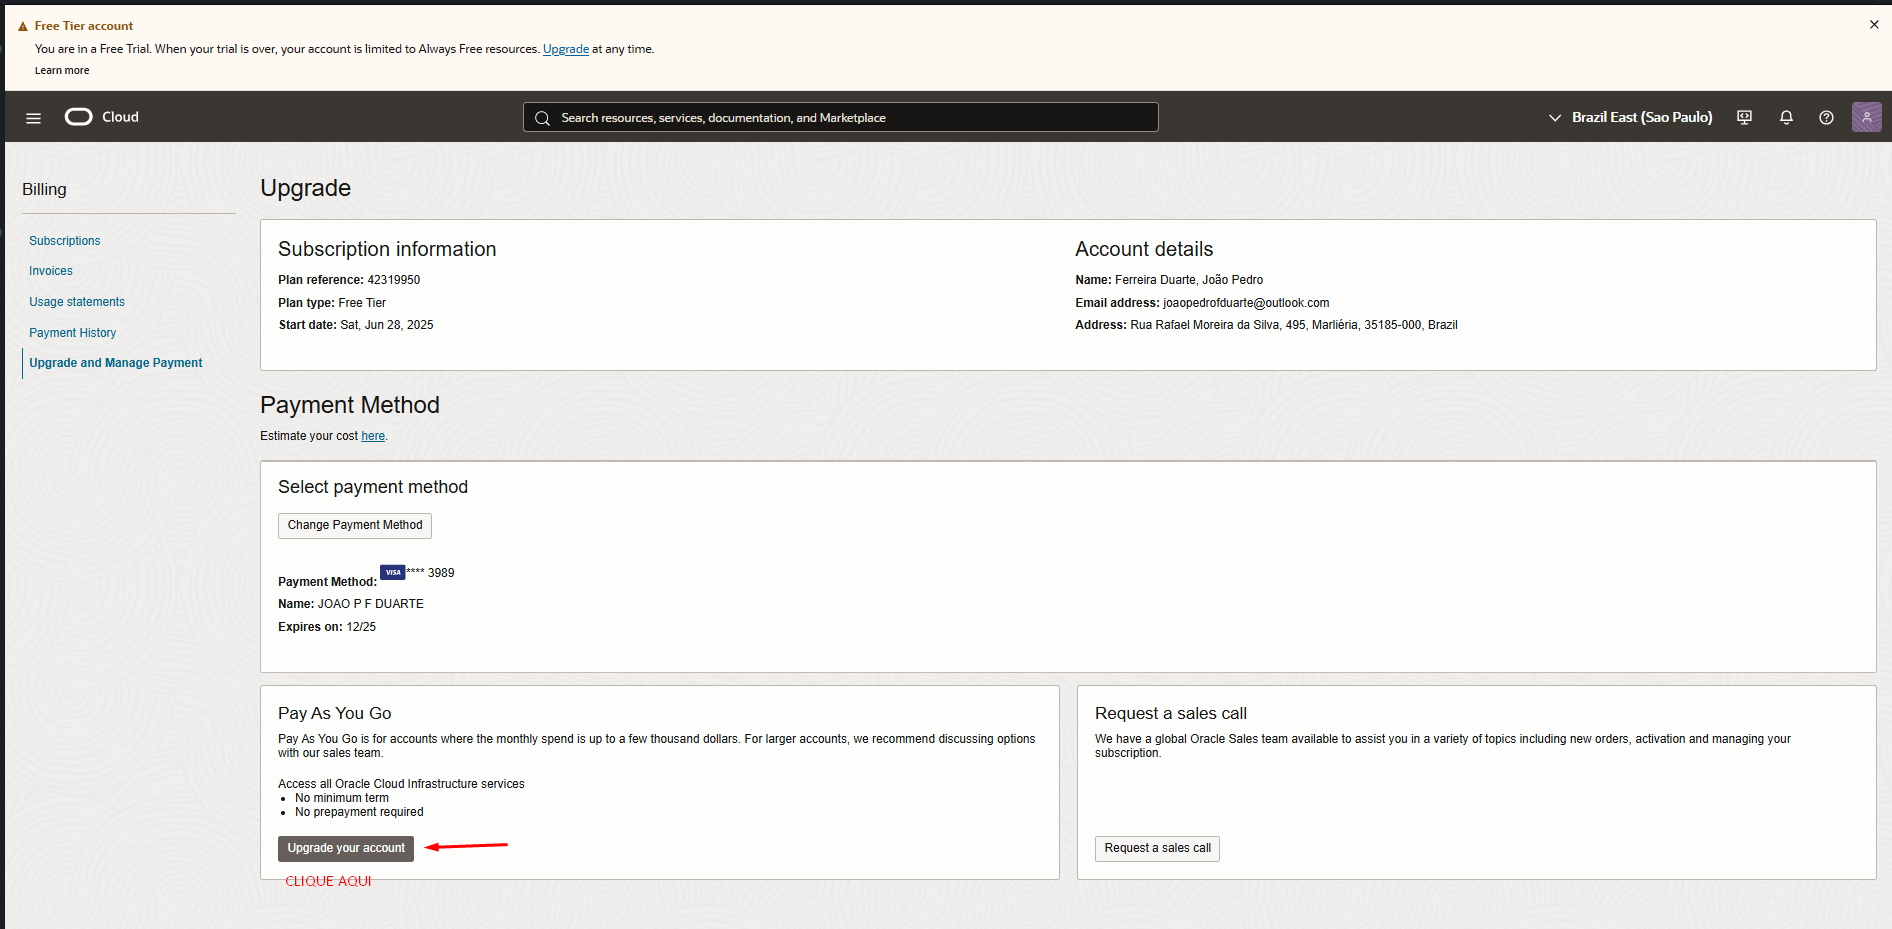 Free Tier account
You are in a Free Trial. When your trial is over, your account is limited to Always Free resources. Upgrade at any time.
Learn more
Cloud
Search resources, services, documentation, and Marketplace
Brazil East (Sao Paulo)
Billing
Subscriptions
Invoices
Usage statements
Payment History
Upgrade and Manage Payment
Upgrade
Subscription information
Plan reference: 42319950
Plan type: Free Tier
Start date: Sat, Jun 28, 2025
Account details
Name: Ferreira Duarte, João Pedro
Email address: joaopedrofduarte@outlook.com
Address: Rua Rafael Moreira da Silva, 495, Marliéria, 35185-000, Brazil
Payment Method
Estimate your cost here.
Select payment method
Change Payment Method
Payment Method: VISA **** 3989
Name: JOAO P F DUARTE
Expires on: 12/25
Pay As You Go
Pay As You Go is for accounts where the monthly spend is up to a few thousand dollars. For larger accounts, we recommend discussing options
with our sales team.
Access all Oracle Cloud Infrastructure services
• No minimum term
• No prepayment required
Upgrade your account
CLIQUE AQUI
Request a sales call
We have a global Oracle Sales team available to assist you in a variety of topics including new orders, activation and managing your
subscription.
Request a sales call